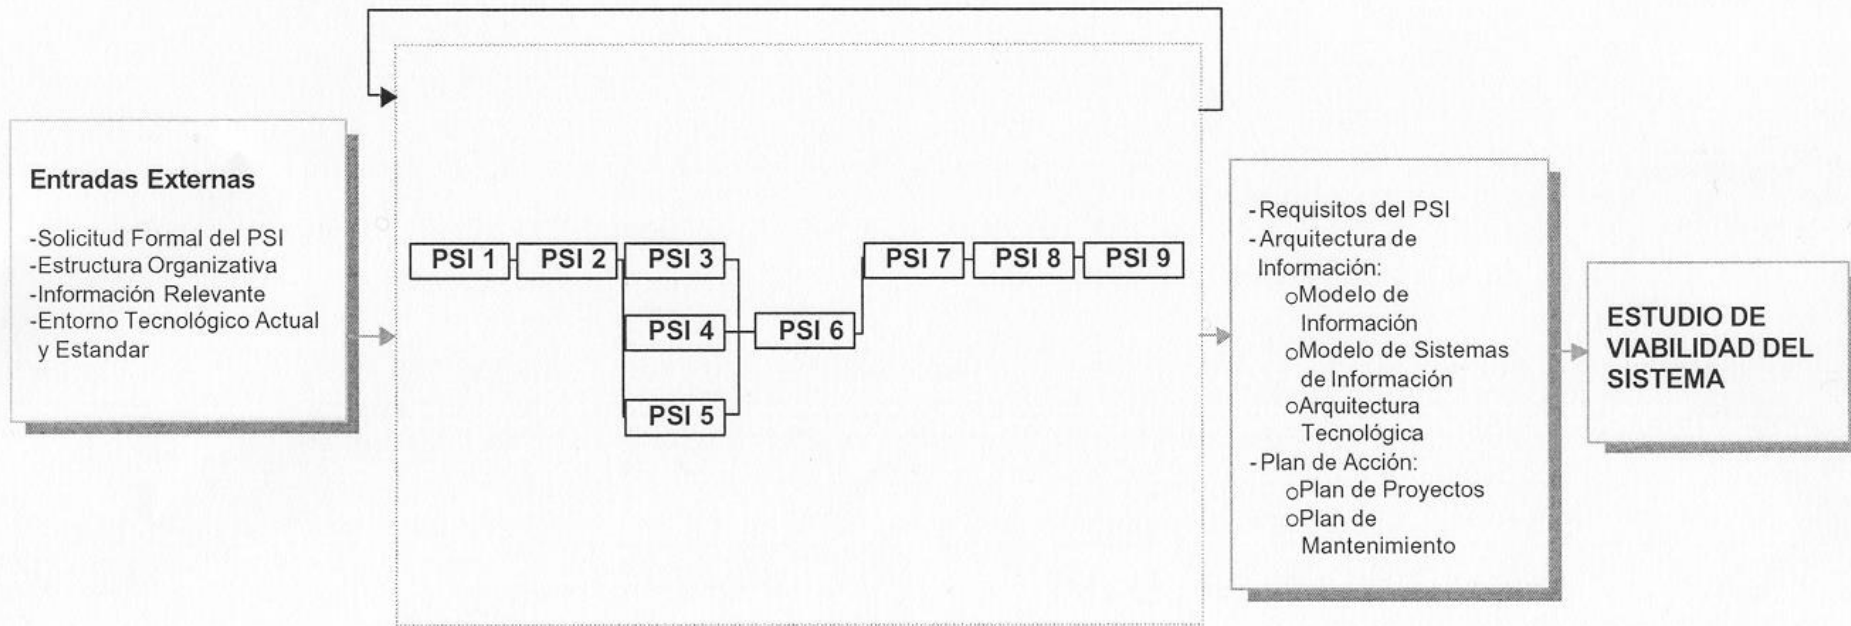 Entradas Externas
-Solicitud Formal del PSI
-Estructura Organizativa
-Información Relevante
-Entorno Tecnológico Actual
y Estandar
PSI 1
PSI 2
PSI 3
PSI 4
PSI 5
PSI 6
PSI 7
PSI 8
PSI 9
-Requisitos del PSI
-Arquitectura de
Información:
oModelo de
Información
oModelo de Sistemas
de Información
oArquitectura
Tecnológica
-Plan de Acción:
oPlan de Proyectos
oPlan de
Mantenimiento
ESTUDIO DE
VIABILIDAD DEL
SISTEMA